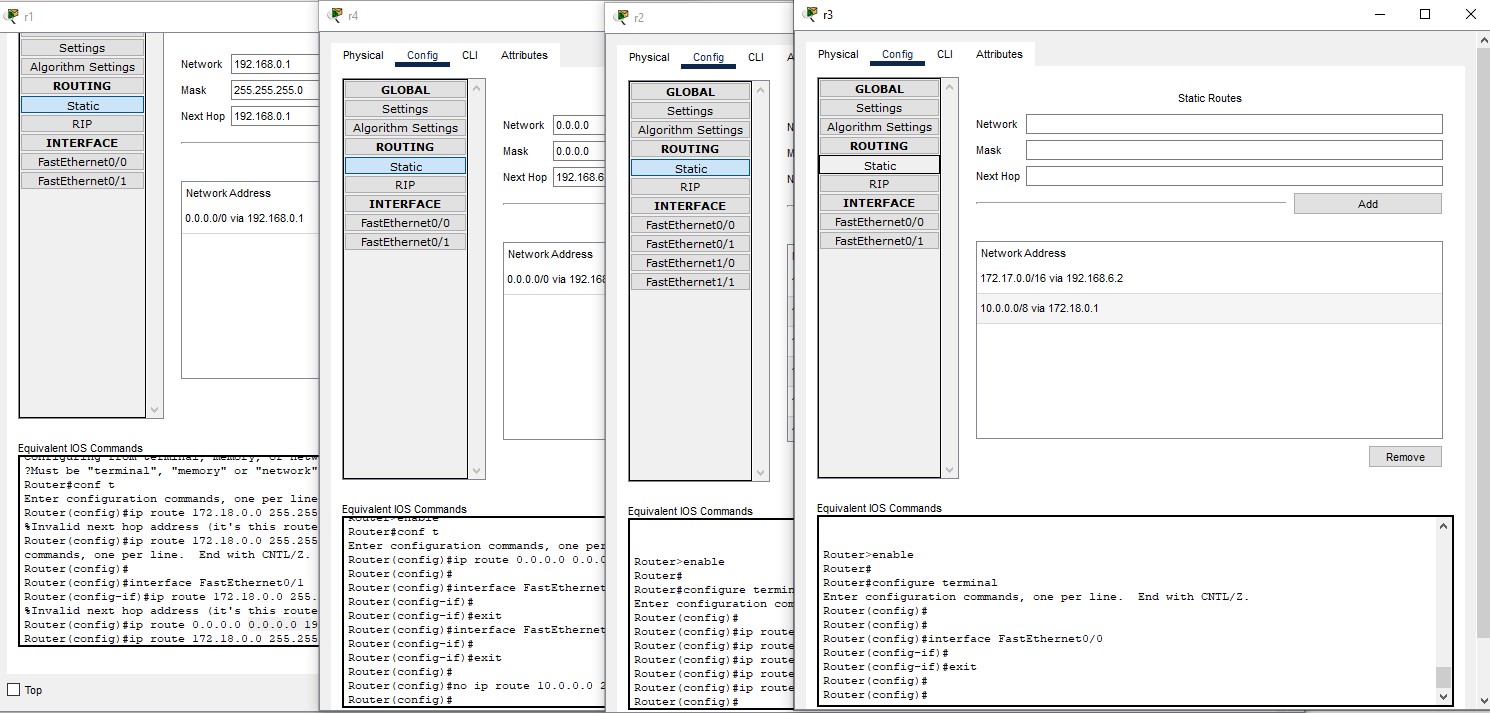 r1
Settings
Algorithm Settings
ROUTING
Static
RIP
INTERFACE
FastEthernet0/0
FastEthernet0/1
Network 192.168.0.1
Mask 255.255.255.0
Next Hop 192.168.0.1
Network Address
0.0.0.0/0 via 192.168.0.1
Equivalent IOS Commands
Configuring from terminal, memory, or netw
?Must be "terminal", "memory" or "network"
Router#conf t
Enter configuration commands, one per line
Router(config)#ip route 172.18.0.0 255.255
%Invalid next hop address (it's this route
Router(config)#ip route 172.18.0.0 255.255
commands, one per line.  End with CNTL/Z.
Router(config)#
Router(config)#interface FastEthernet0/1
Router(config-if)#ip route 172.18.0.0 255.
%Invalid next hop address (it's this route
Router(config)#ip route 0.0.0.0 0.0.0.0 19
Router(config)#ip route 172.18.0.0 255.255
Top
r4
Physical Config CLI Attributes
GLOBAL
Settings
Algorithm Settings
ROUTING
Static
RIP
INTERFACE
FastEthernet0/0
FastEthernet0/1
Network 0.0.0.0
Mask 0.0.0.0
Next Hop 192.168.6
Network Address
0.0.0.0/0 via 192.168
Equivalent IOS Commands
Router>enable
Router#conf t
Enter configuration commands, one per
Router(config)#ip route 0.0.0.0 0.0.0
Router(config)#
Router(config)#interface FastEthernet
Router(config-if)#
Router(config-if)#exit
Router(config)#interface FastEthernet
Router(config-if)#
Router(config-if)#exit
Router(config)#
Router(config)#no ip route 10.0.0.0 2
Router(config)#
r2
Physical Config CLI A
GLOBAL
Settings
Algorithm Settings
ROUTING
Static
RIP
INTERFACE
FastEthernet0/0
FastEthernet0/1
FastEthernet1/0
FastEthernet1/1
Equivalent IOS Commands
Router>enable
Router#
Router#configure termin
Enter configuration com
Router(config)#
Router(config)#ip route
Router(config)#ip route
Router(config)#ip route
Router(config)#ip route
Router(config)#ip route
Router(config)#
r3
Physical Config CLI Attributes
GLOBAL
Settings
Algorithm Settings
ROUTING
Static
RIP
INTERFACE
FastEthernet0/0
FastEthernet0/1
Static Routes
Network
Mask
Next Hop
Add
Network Address
172.17.0.0/16 via 192.168.6.2
10.0.0.0/8 via 172.18.0.1
Remove
Equivalent IOS Commands
Router>enable
Router#
Router#configure terminal
Enter configuration commands, one per line.  End with CNTL/Z.
Router(config)#
Router(config)#
Router(config)#interface FastEthernet0/0
Router(config-if)#
Router(config-if)#exit
Router(config)#
Router(config)#